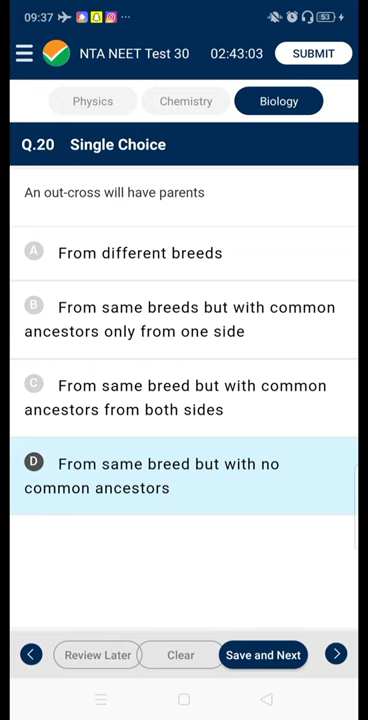 09:37
53
NTA NEET Test 30 02:43:03 SUBMIT
Physics Chemistry Biology
Q.20 Single Choice
An out-cross will have parents
A From different breeds
B From same breeds but with common
ancestors only from one side
C From same breed but with common
ancestors from both sides
D From same breed but with no
common ancestors
Review Later Clear Save and Next